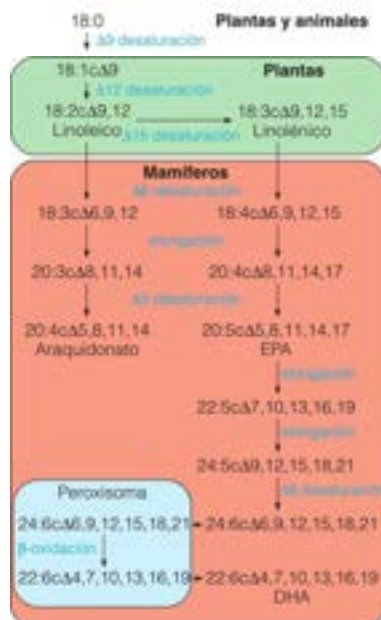 18:0 Plantas y animales
Δ9 desaturación
18:1cΔ9 Plantas
Δ12 desaturación
18:2cΔ9,12 18:3cΔ9,12,15
Linoleico Δ15 desaturación Linolénico
Mamíferos
Δ6 desaturación
18:3cΔ6,9,12 18:4cΔ6,9,12,15
elongación
20:3cΔ8,11,14 20:4cΔ8,11,14,17
Δ5 desaturación
20:4cΔ5,8,11,14 20:5cΔ5,8,11,14,17
Araquidonato EPA
elongación
22:5cΔ7,10,13,16,19
elongación
24:5cΔ9,12,15,18,21
Peroxisoma Δ6 desaturación
24:6cΔ6,9,12,15,18,21 24:6cΔ6,9,12,15,18,21
β-oxidación
22:6cΔ4,7,10,13,16,19 22:6cΔ4,7,10,13,16,19
DHA